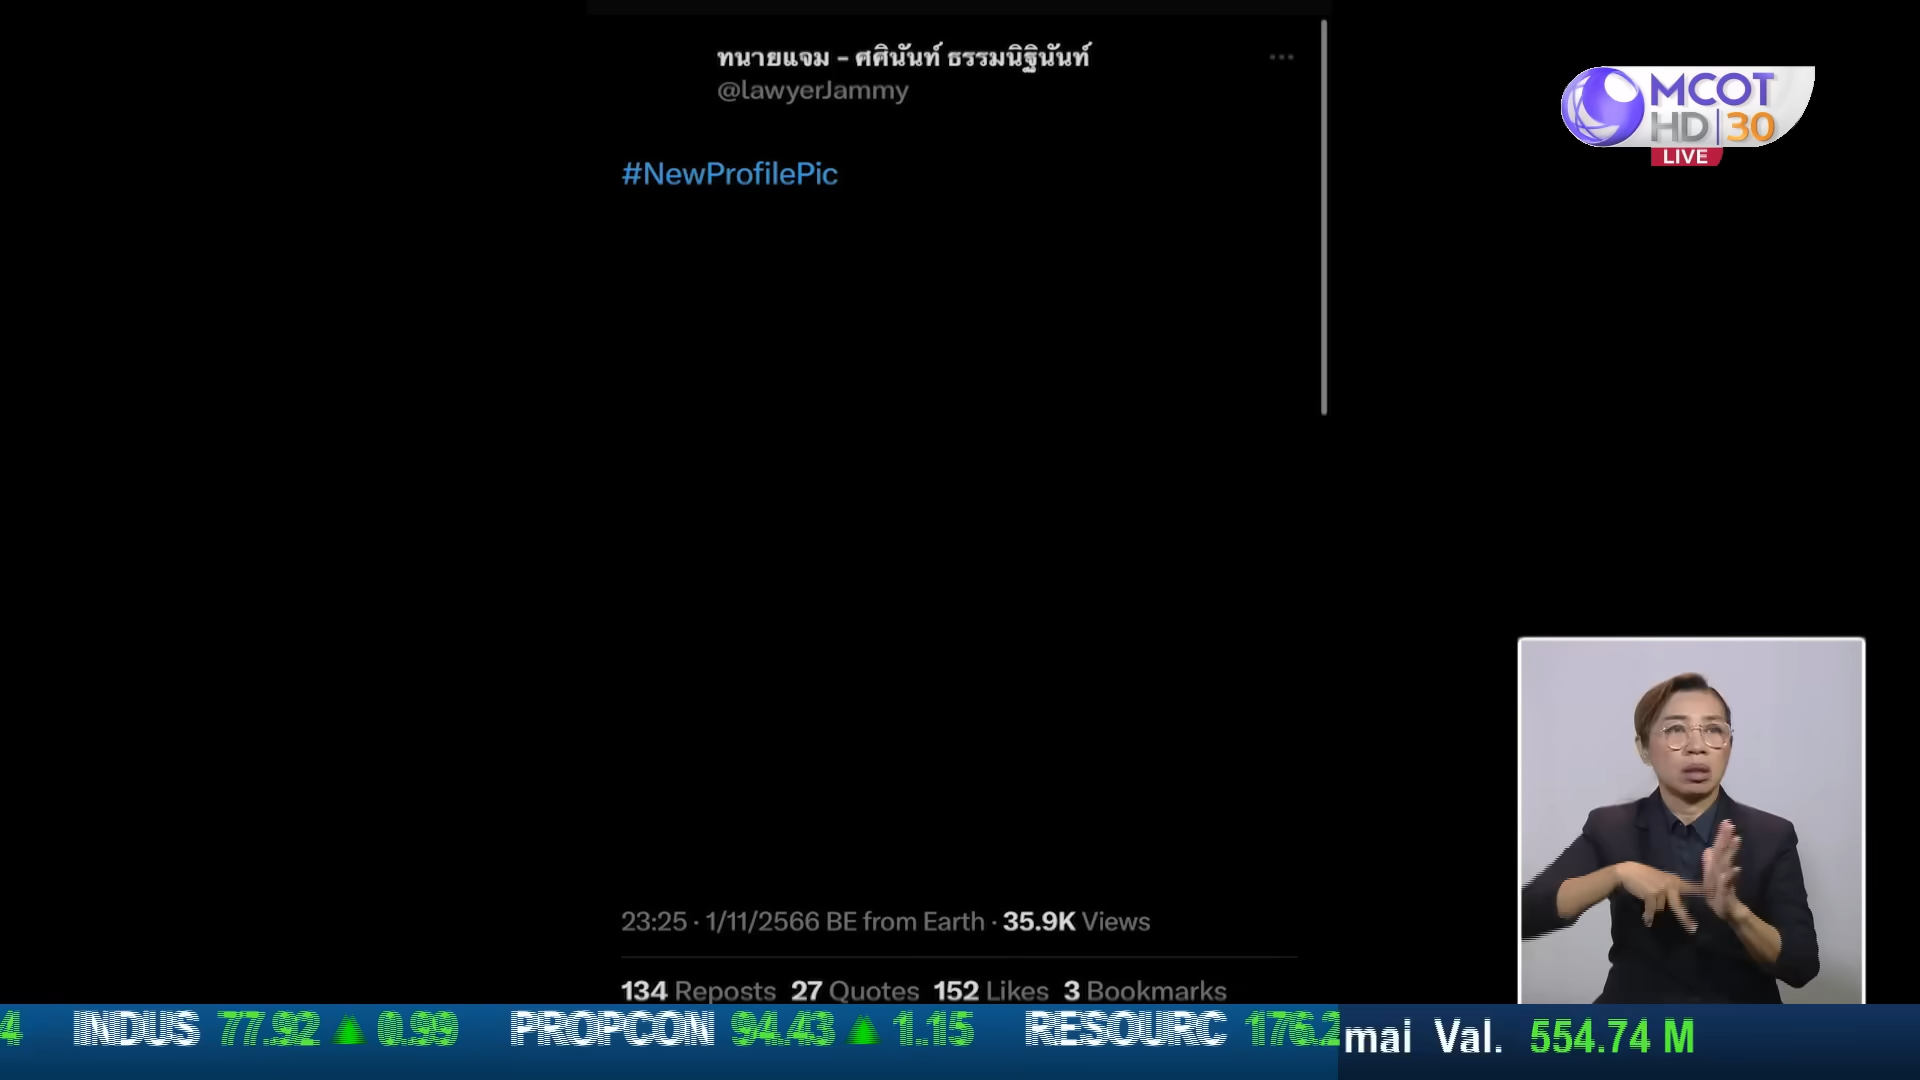 ทนายแจม – ศศินันท์ ธรรมนิฐินันท์
@lawyerJammy
#NewProfilePic
MCOT
HD 30
LIVE
23:25 · 1/11/2566 BE from Earth · 35.9K Views
134 Reposts 27 Quotes 152 Likes 3 Bookmarks
4 INDUS 77.92 ▲ 0.99 PROPCON 94.43 ▲ 1.15 RESOURC 176.2
mai Val. 554.74 M